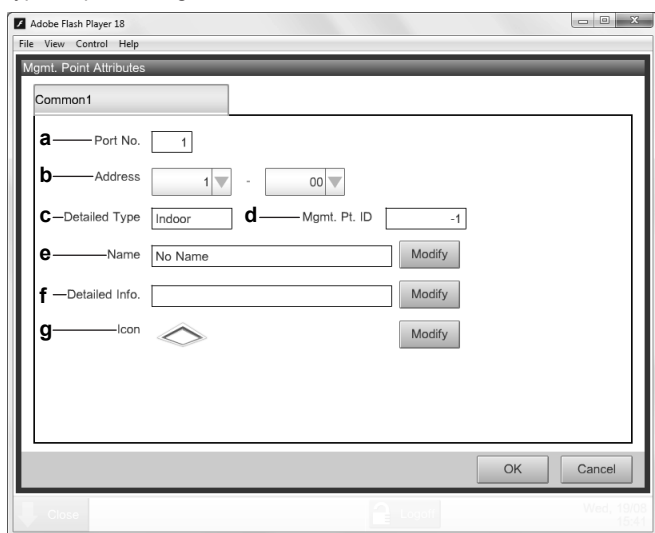 Adobe Flash Player 18
File View Control Help
Mgmt. Point Attributes
Common1
a Port No. 1
b Address 1 - 00
c Detailed Type Indoor d Mgmt. Pt. ID -1
e Name No Name Modify
f Detailed Info. Modify
g Icon Modify
OK Cancel
Close Logout Wed, 19/08
15:41